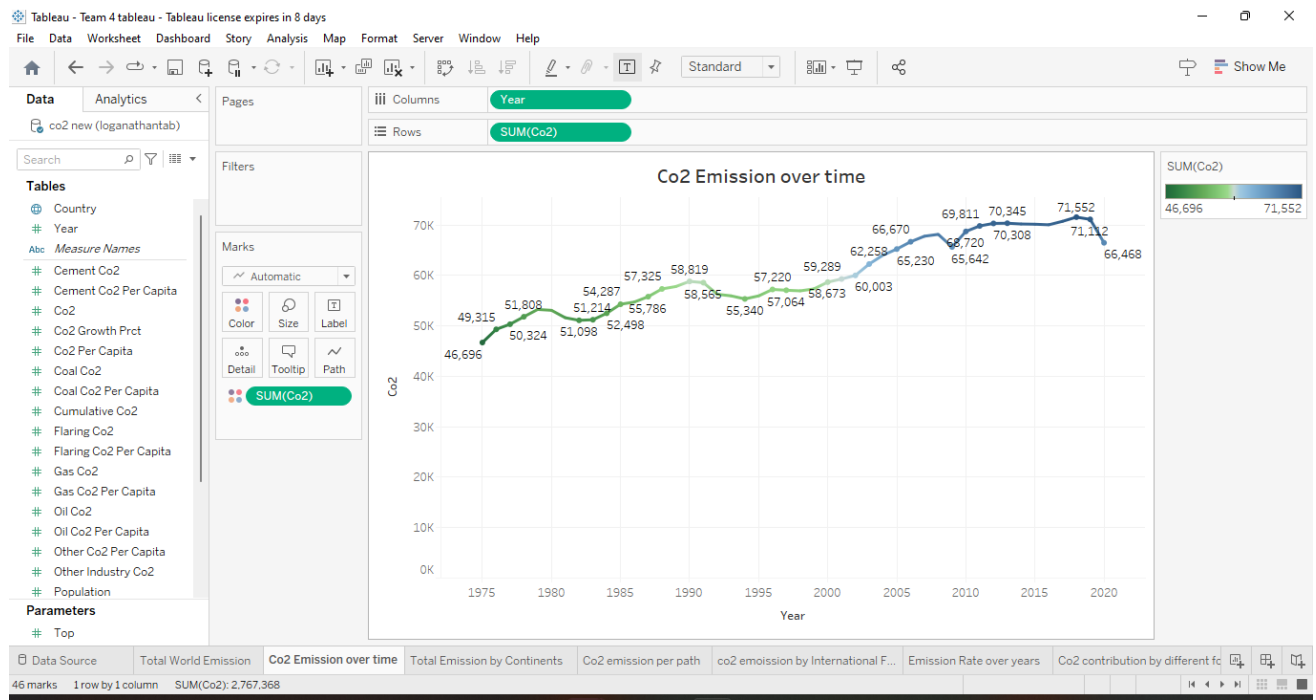 Tableau - Team 4 tableau - Tableau license expires in 8 days
File Data Worksheet Dashboard Story Analysis Map Format Server Window Help
Standard
Show Me
Data Analytics
co2 new (loganathantab)
Search
Tables
Country
# Year
Abc Measure Names
# Cement Co2
# Cement Co2 Per Capita
# Co2
# Co2 Growth Prct
# Co2 Per Capita
# Coal Co2
# Coal Co2 Per Capita
# Cumulative Co2
# Flaring Co2
# Flaring Co2 Per Capita
# Gas Co2
# Gas Co2 Per Capita
# Oil Co2
# Oil Co2 Per Capita
# Other Co2 Per Capita
# Other Industry Co2
# Population
Parameters
# Top
Pages
Filters
Marks
Automatic
Color Size Label
Detail Tooltip Path
SUM(Co2)
Columns Year
Rows SUM(Co2)
Co2 Emission over time
Co2
70K
60K
50K
40K
30K
20K
10K
0K
46,696
49,315
50,324
51,808
51,098
51,214
52,498
54,287
55,786
57,325
58,819
58,565
55,340
57,220
57,064
58,673
59,289
60,003
62,258
65,230
66,670
65,642
68,720
69,811
70,345
70,308
71,552
71,112
66,468
1975 1980 1985 1990 1995 2000 2005 2010 2015 2020
Year
SUM(Co2)
46,696 71,552
Data Source Total World Emission Co2 Emission over time Total Emission by Continents Co2 emission per path co2 emoission by International F... Emission Rate over years Co2 contribution by different fc
46 marks 1 row by 1 column SUM(Co2): 2,767,368